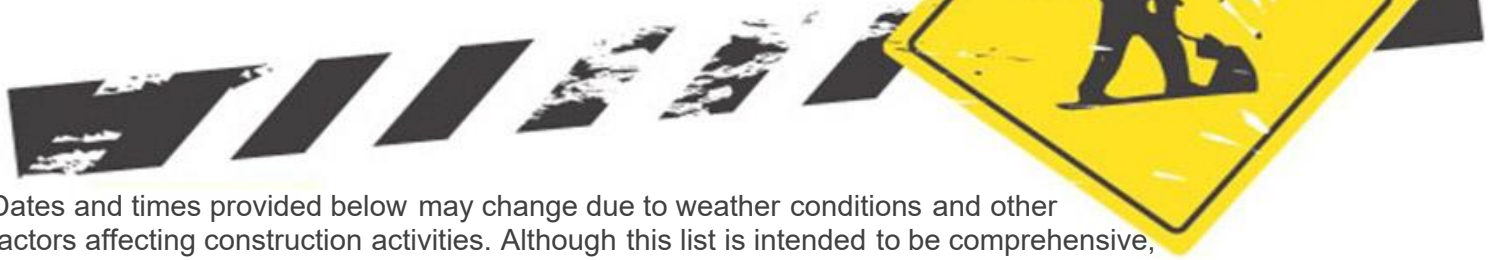 Dates and times provided below may change due to weather conditions and other
actors affecting construction activities. Although this list is intended to be comprehensive,